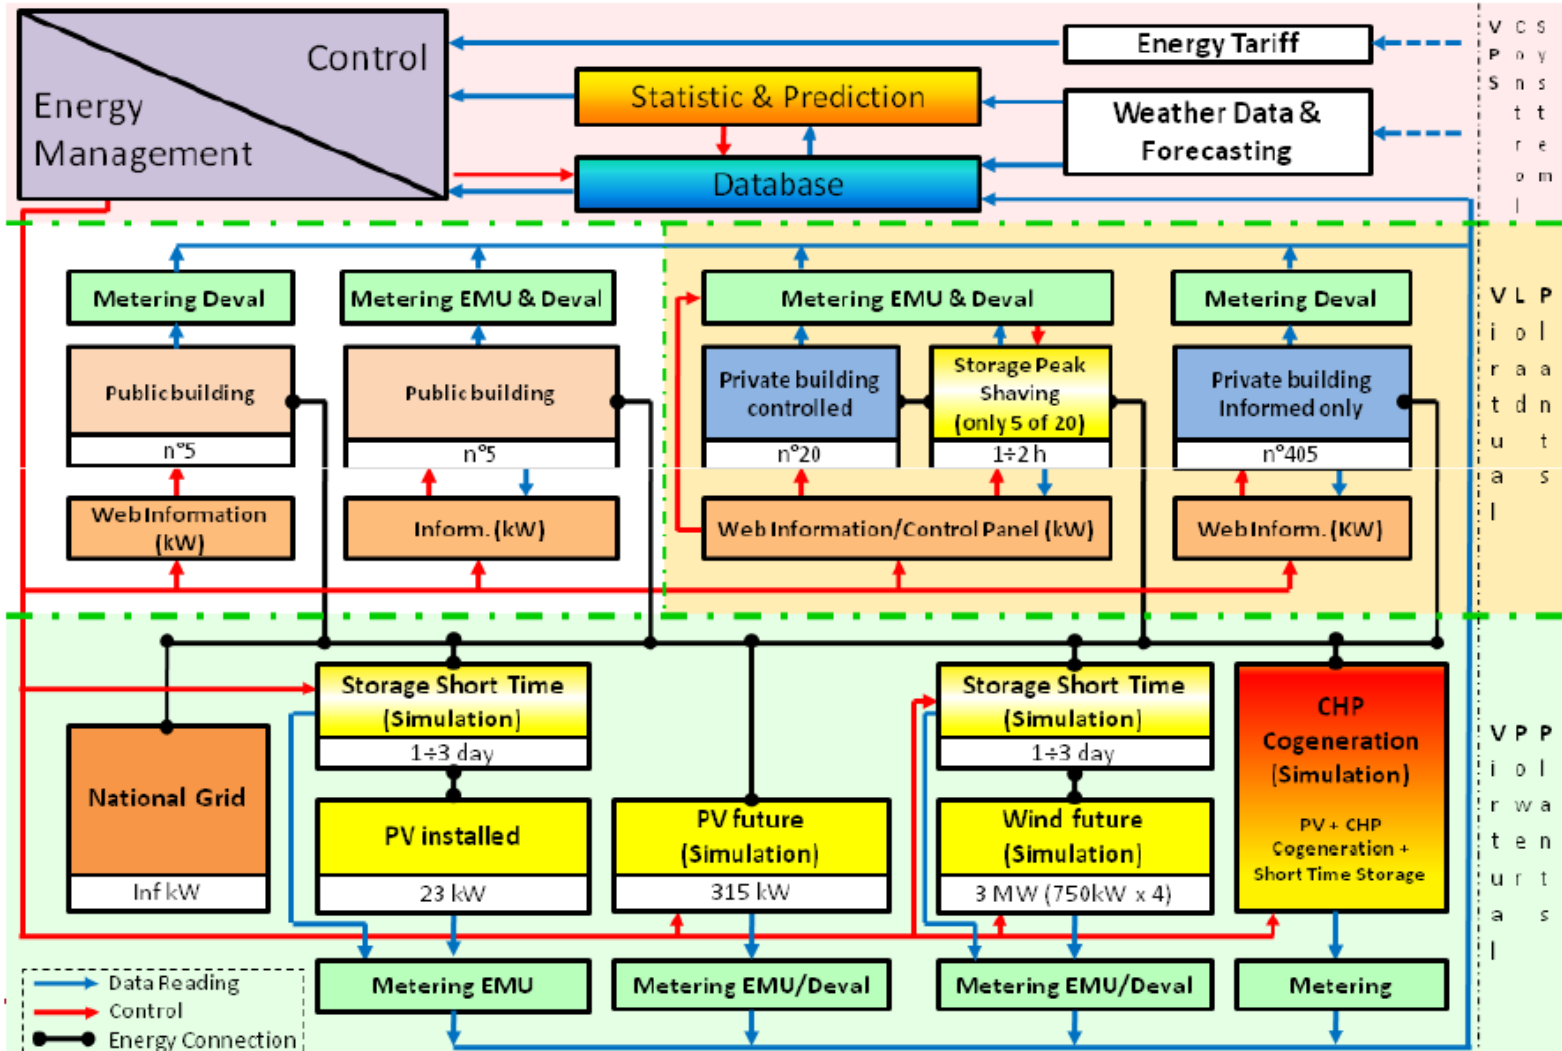 Control
Energy
Management
Energy Tariff
Statistic & Prediction
Weather Data &
Forecasting
Database
VPS
Control
System
Metering Deval
Metering EMU & Deval
Metering EMU & Deval
Metering Deval
Public building
n°5
Public building
n°5
Private building
controlled
n°20
Storage Peak
Shaving
(only 5 of 20)
1÷2 h
Private building
Informed only
n°405
Web Information
(kW)
Inform. (kW)
Web Information/Control Panel (kW)
Web Inform. (KW)
Virtual
Load
Plants
Storage Short Time
(Simulation)
1÷3 day
Storage Short Time
(Simulation)
1÷3 day
CHP
Cogeneration
(Simulation)
PV + CHP
Cogeneration +
Short Time Storage
National Grid
Inf kW
PV installed
23 kW
PV future
(Simulation)
315 kW
Wind future
(Simulation)
3 MW (750kW x 4)
Virtual
Power
Plants
Metering EMU
Metering EMU/Deval
Metering EMU/Deval
Metering
Data Reading
Control
Energy Connection